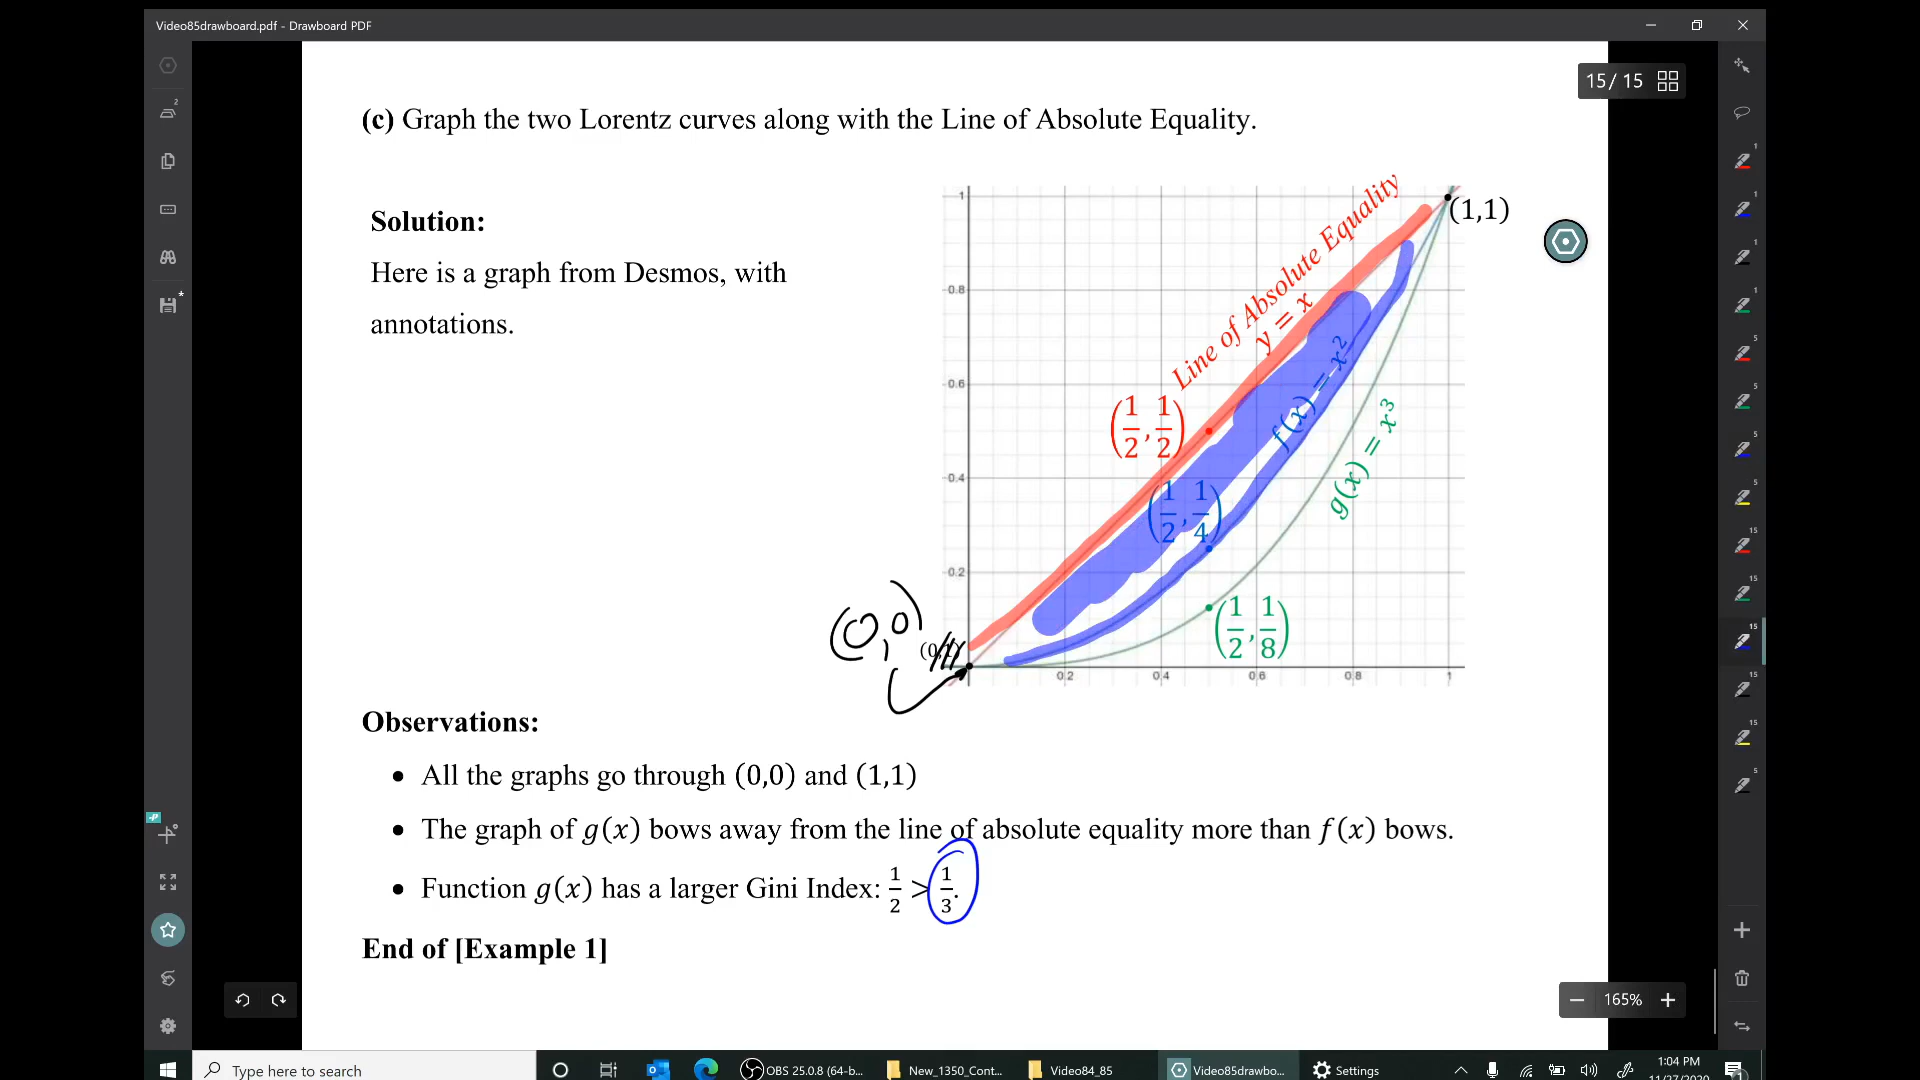 Video85drawboard.pdf - Drawboard PDF
15 / 15
(c) Graph the two Lorentz curves along with the Line of Absolute Equality.
Solution:
Here is a graph from Desmos, with
annotations.
1
0.8
0.6
0.4
0.2
0.2 0.4 0.6 0.8 1
(1,1)
Line of Absolute Equality
y = x
(1/2, 1/2)
f(x) = x²
(1/2, 1/4)
g(x) = x³
(1/2, 1/8)
(0,0)
Observations:
• All the graphs go through (0,0) and (1,1)
• The graph of g(x) bows away from the line of absolute equality more than f(x) bows.
• Function g(x) has a larger Gini Index: 1/2 > 1/3.
End of [Example 1]
165%
Type here to search
OBS 25.0.8 (64-b...
New_1350_Cont...
Video84_85
Video85drawbo...
Settings
1:04 PM
11/27/2020